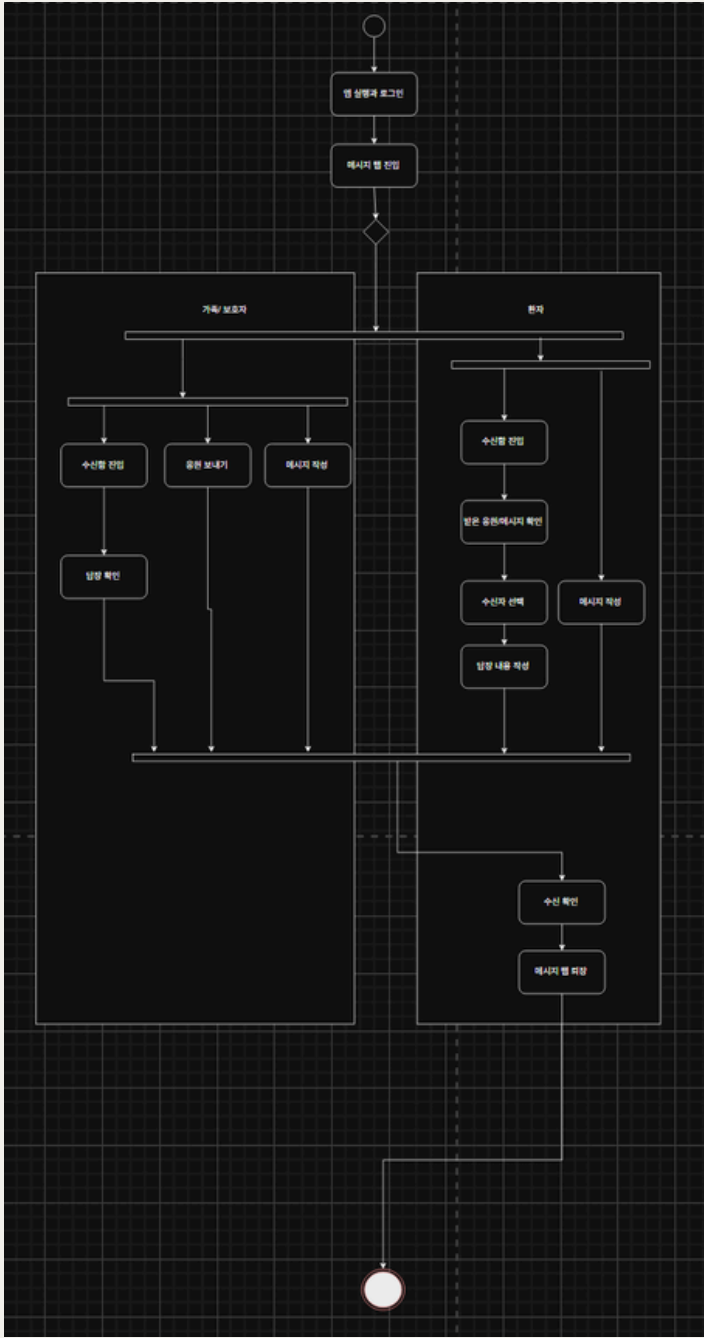 앱 실행과 로그인
메시지 탭 진입
가족/ 보호자
환자
수신함 진입
응원 보내기
메시지 작성
수신함 진입
받은 응원/메시지 확인
답장 확인
수신자 선택
메시지 작성
답장 내용 작성
수신 확인
메시지 탭 퇴장